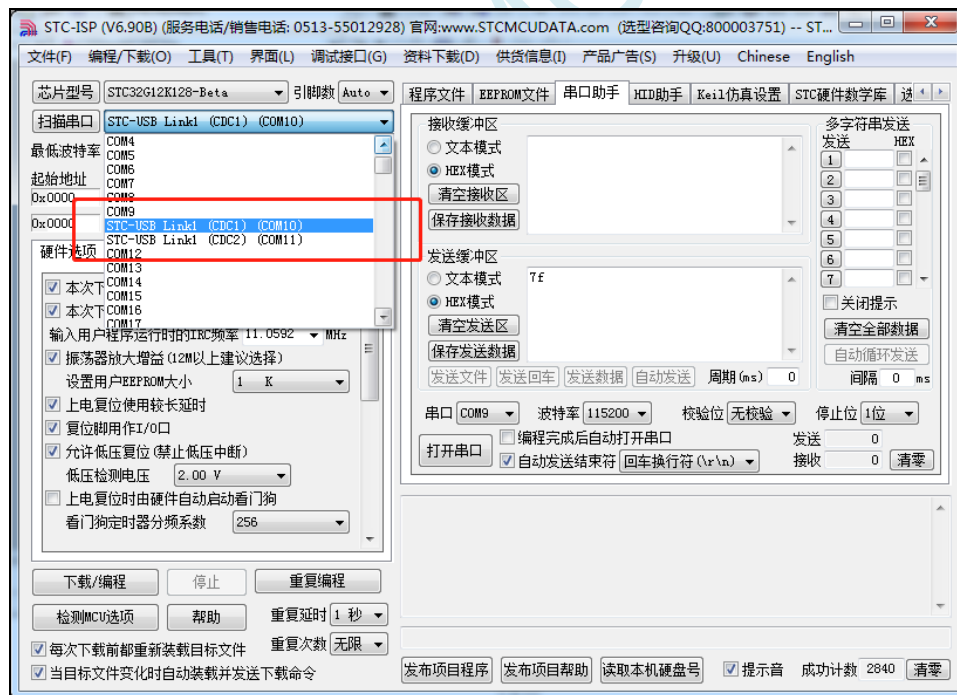 STC-ISP (V6.90B) (服务电话/销售电话: 0513-55012928) 官网:www.STCMCUDATA.com (选型咨询QQ:800003751) -- ST...
文件(F) 编程/下载(O) 工具(T) 界面(L) 调试接口(G) 资料下载(D) 供货信息(I) 产品广告(S) 升级(U) Chinese English
芯片型号 STC32G12K128-Beta 引脚数 Auto
扫描串口 STC-USB Link1 (CDC1) (COM10)
最低波特率
起始地址
0x0000
0x0000
COM4
COM5
COM6
COM7
COM8
COM9
STC-USB Link1 (CDC1) (COM10)
STC-USB Link1 (CDC2) (COM11)
COM12
COM13
COM14
COM15
COM16
COM17
硬件选项
本次下
本次下
输入用户程序运行时的IRC频率 11.0592 MHz
振荡器放大增益(12M以上建议选择)
设置用户EEPROM大小 1 K
上电复位使用较长延时
复位脚用作I/O口
允许低压复位(禁止低压中断)
低压检测电压 2.00 V
上电复位时由硬件自动启动看门狗
看门狗定时器分频系数 256
下载/编程 停止 重复编程
检测MCU选项 帮助 重复延时 1 秒
每次下载前都重新装载目标文件 重复次数 无限
当目标文件变化时自动装载并发送下载命令
程序文件 EEPROM文件 串口助手 HID助手 Keil仿真设置 STC硬件数学库
接收缓冲区
文本模式
HEX模式
清空接收区
保存接收数据
多字符串发送
发送 HEX
1
2
3
4
5
6
7
关闭提示
清空全部数据
自动循环发送
间隔 0 ms
发送缓冲区
文本模式 7f
HEX模式
清空发送区
保存发送数据
发送文件 发送回车 发送数据 自动发送 周期(ms) 0
串口 COM9 波特率 115200 校验位 无校验 停止位 1位
打开串口 编程完成后自动打开串口 发送 0
自动发送结束符 回车换行符(\r\n) 接收 0 清零
发布项目程序 发布项目帮助 读取本机硬盘号 提示音 成功计数 2840 清零